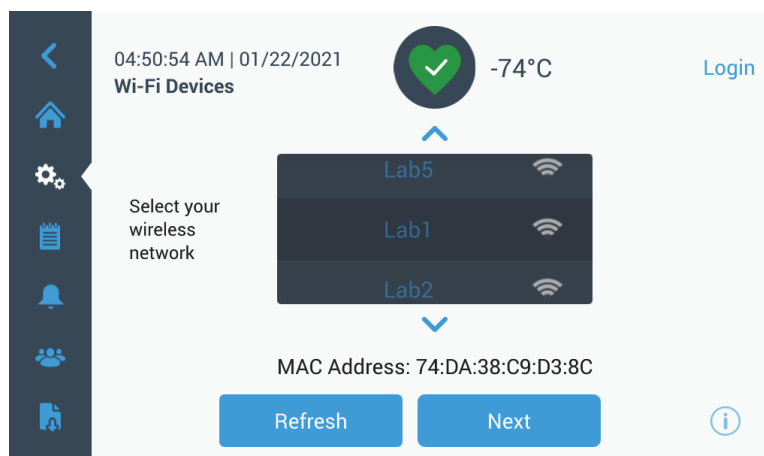 04:50:54 AM | 01/22/2021
Wi-Fi Devices
-74°C
Login
Select your
wireless
network
Lab5
Lab1
Lab2
MAC Address: 74:DA:38:C9:D3:8C
Refresh
Next